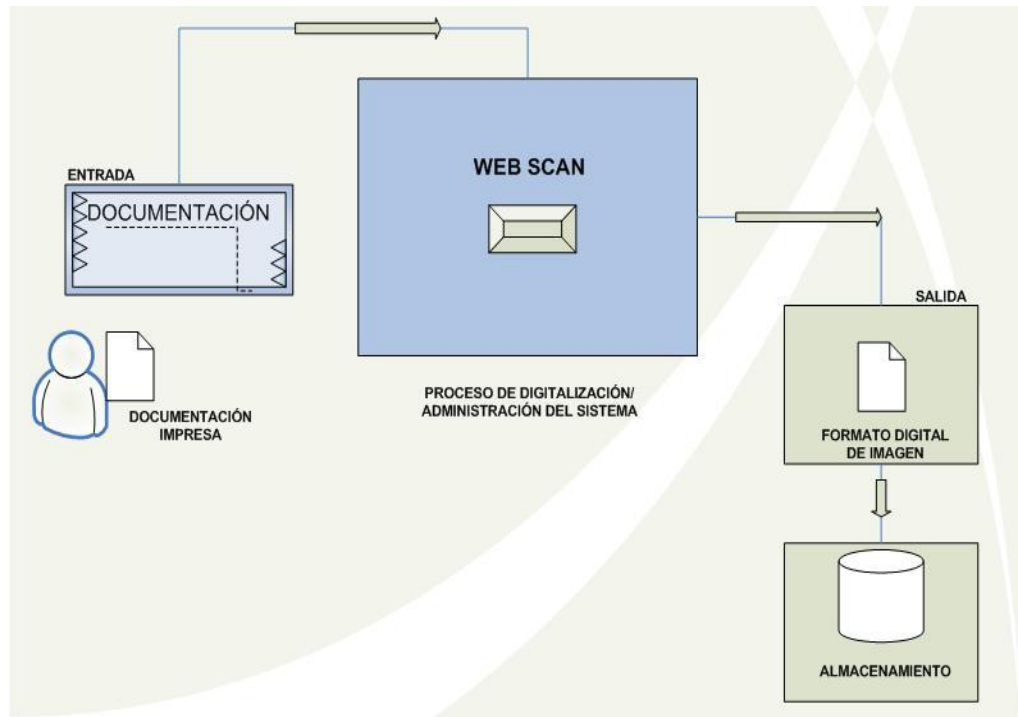 ENTRADA
DOCUMENTACIÓN
DOCUMENTACIÓN
IMPRESA
WEB SCAN
PROCESO DE DIGITALIZACIÓN/
ADMINISTRACIÓN DEL SISTEMA
SALIDA
FORMATO DIGITAL
DE IMAGEN
ALMACENAMIENTO